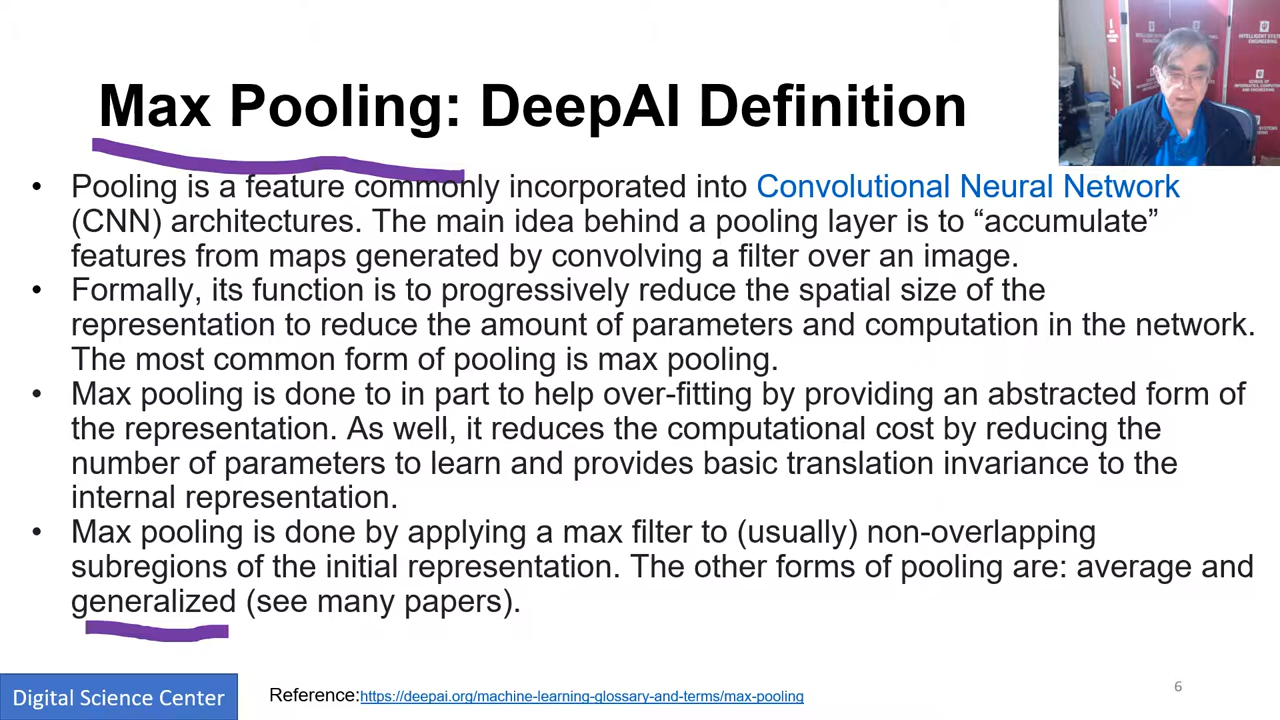 Max Pooling: DeepAI Definition
• Pooling is a feature commonly incorporated into Convolutional Neural Network
(CNN) architectures. The main idea behind a pooling layer is to “accumulate”
features from maps generated by convolving a filter over an image.
• Formally, its function is to progressively reduce the spatial size of the
representation to reduce the amount of parameters and computation in the network.
The most common form of pooling is max pooling.
• Max pooling is done to in part to help over-fitting by providing an abstracted form of
the representation. As well, it reduces the computational cost by reducing the
number of parameters to learn and provides basic translation invariance to the
internal representation.
• Max pooling is done by applying a max filter to (usually) non-overlapping
subregions of the initial representation. The other forms of pooling are: average and
generalized (see many papers).
Digital Science Center
Reference:https://deepai.org/machine-learning-glossary-and-terms/max-pooling
6